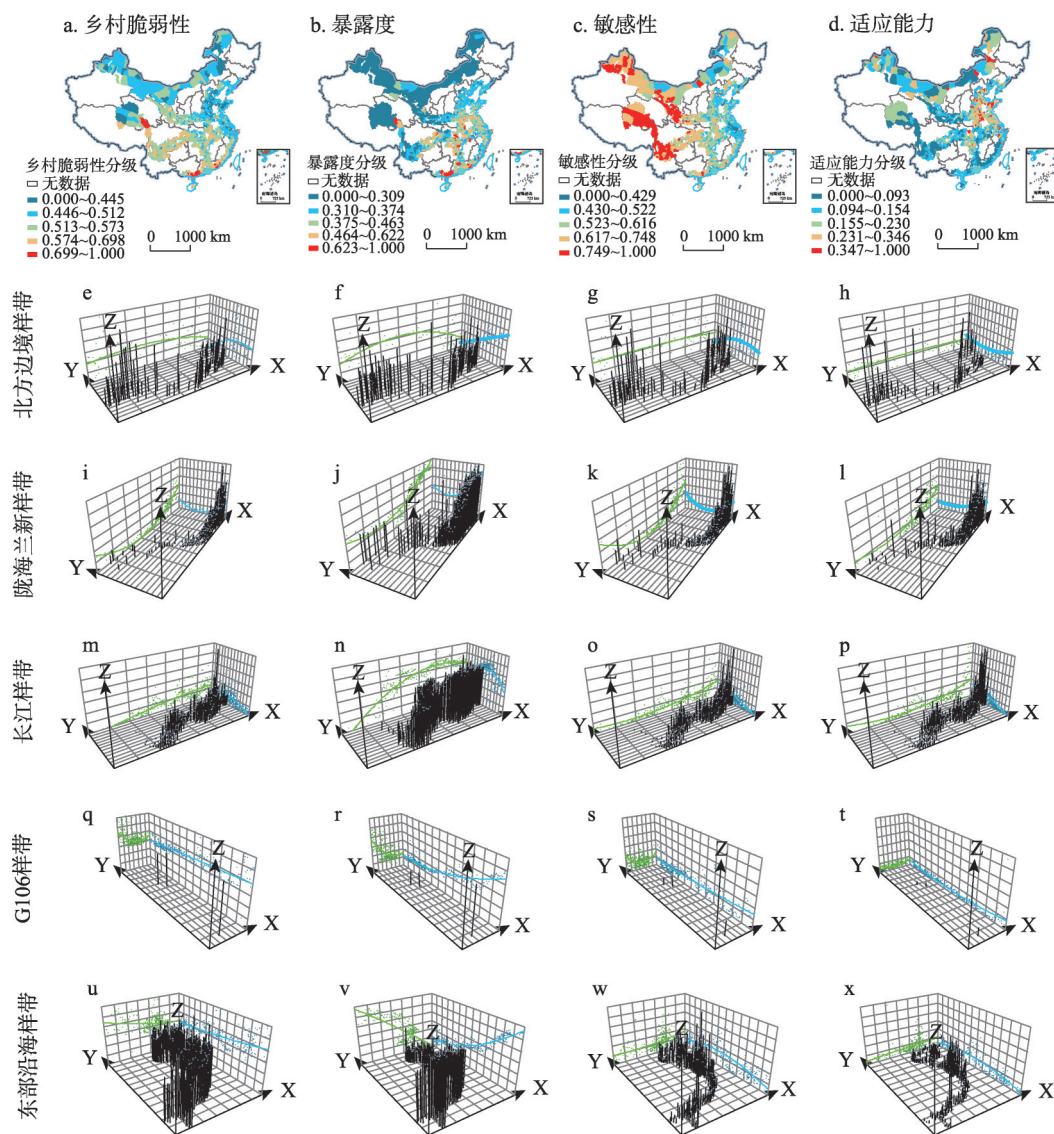 a. 乡村脆弱性
b. 暴露度
c. 敏感性
d. 适应能力
乡村脆弱性分级
无数据
0.000~0.445
0.446~0.512
0.513~0.573
0.574~0.698
0.699~1.000
0 1000 km
暴露度分级
无数据
0.000~0.309
0.310~0.374
0.375~0.463
0.464~0.622
0.623~1.000
0 1000 km
敏感性分级
无数据
0.000~0.429
0.430~0.522
0.523~0.616
0.617~0.748
0.749~1.000
0 1000 km
适应能力分级
无数据
0.000~0.093
0.094~0.154
0.155~0.230
0.231~0.346
0.347~1.000
0 1000 km
北方边境样带
e Z Y X
f Z Y X
g Z Y X
h Z Y X
陇海兰新样带
i Z Y X
j Z Y X
k Z Y X
l Z Y X
长江样带
m Z Y X
n Z Y X
o Z Y X
p Z Y X
G106样带
q Z Y X
r Z Y X
s Z Y X
t Z Y X
东部沿海样带
u Z Y X
v Z Y X
w Z Y X
x Z Y X